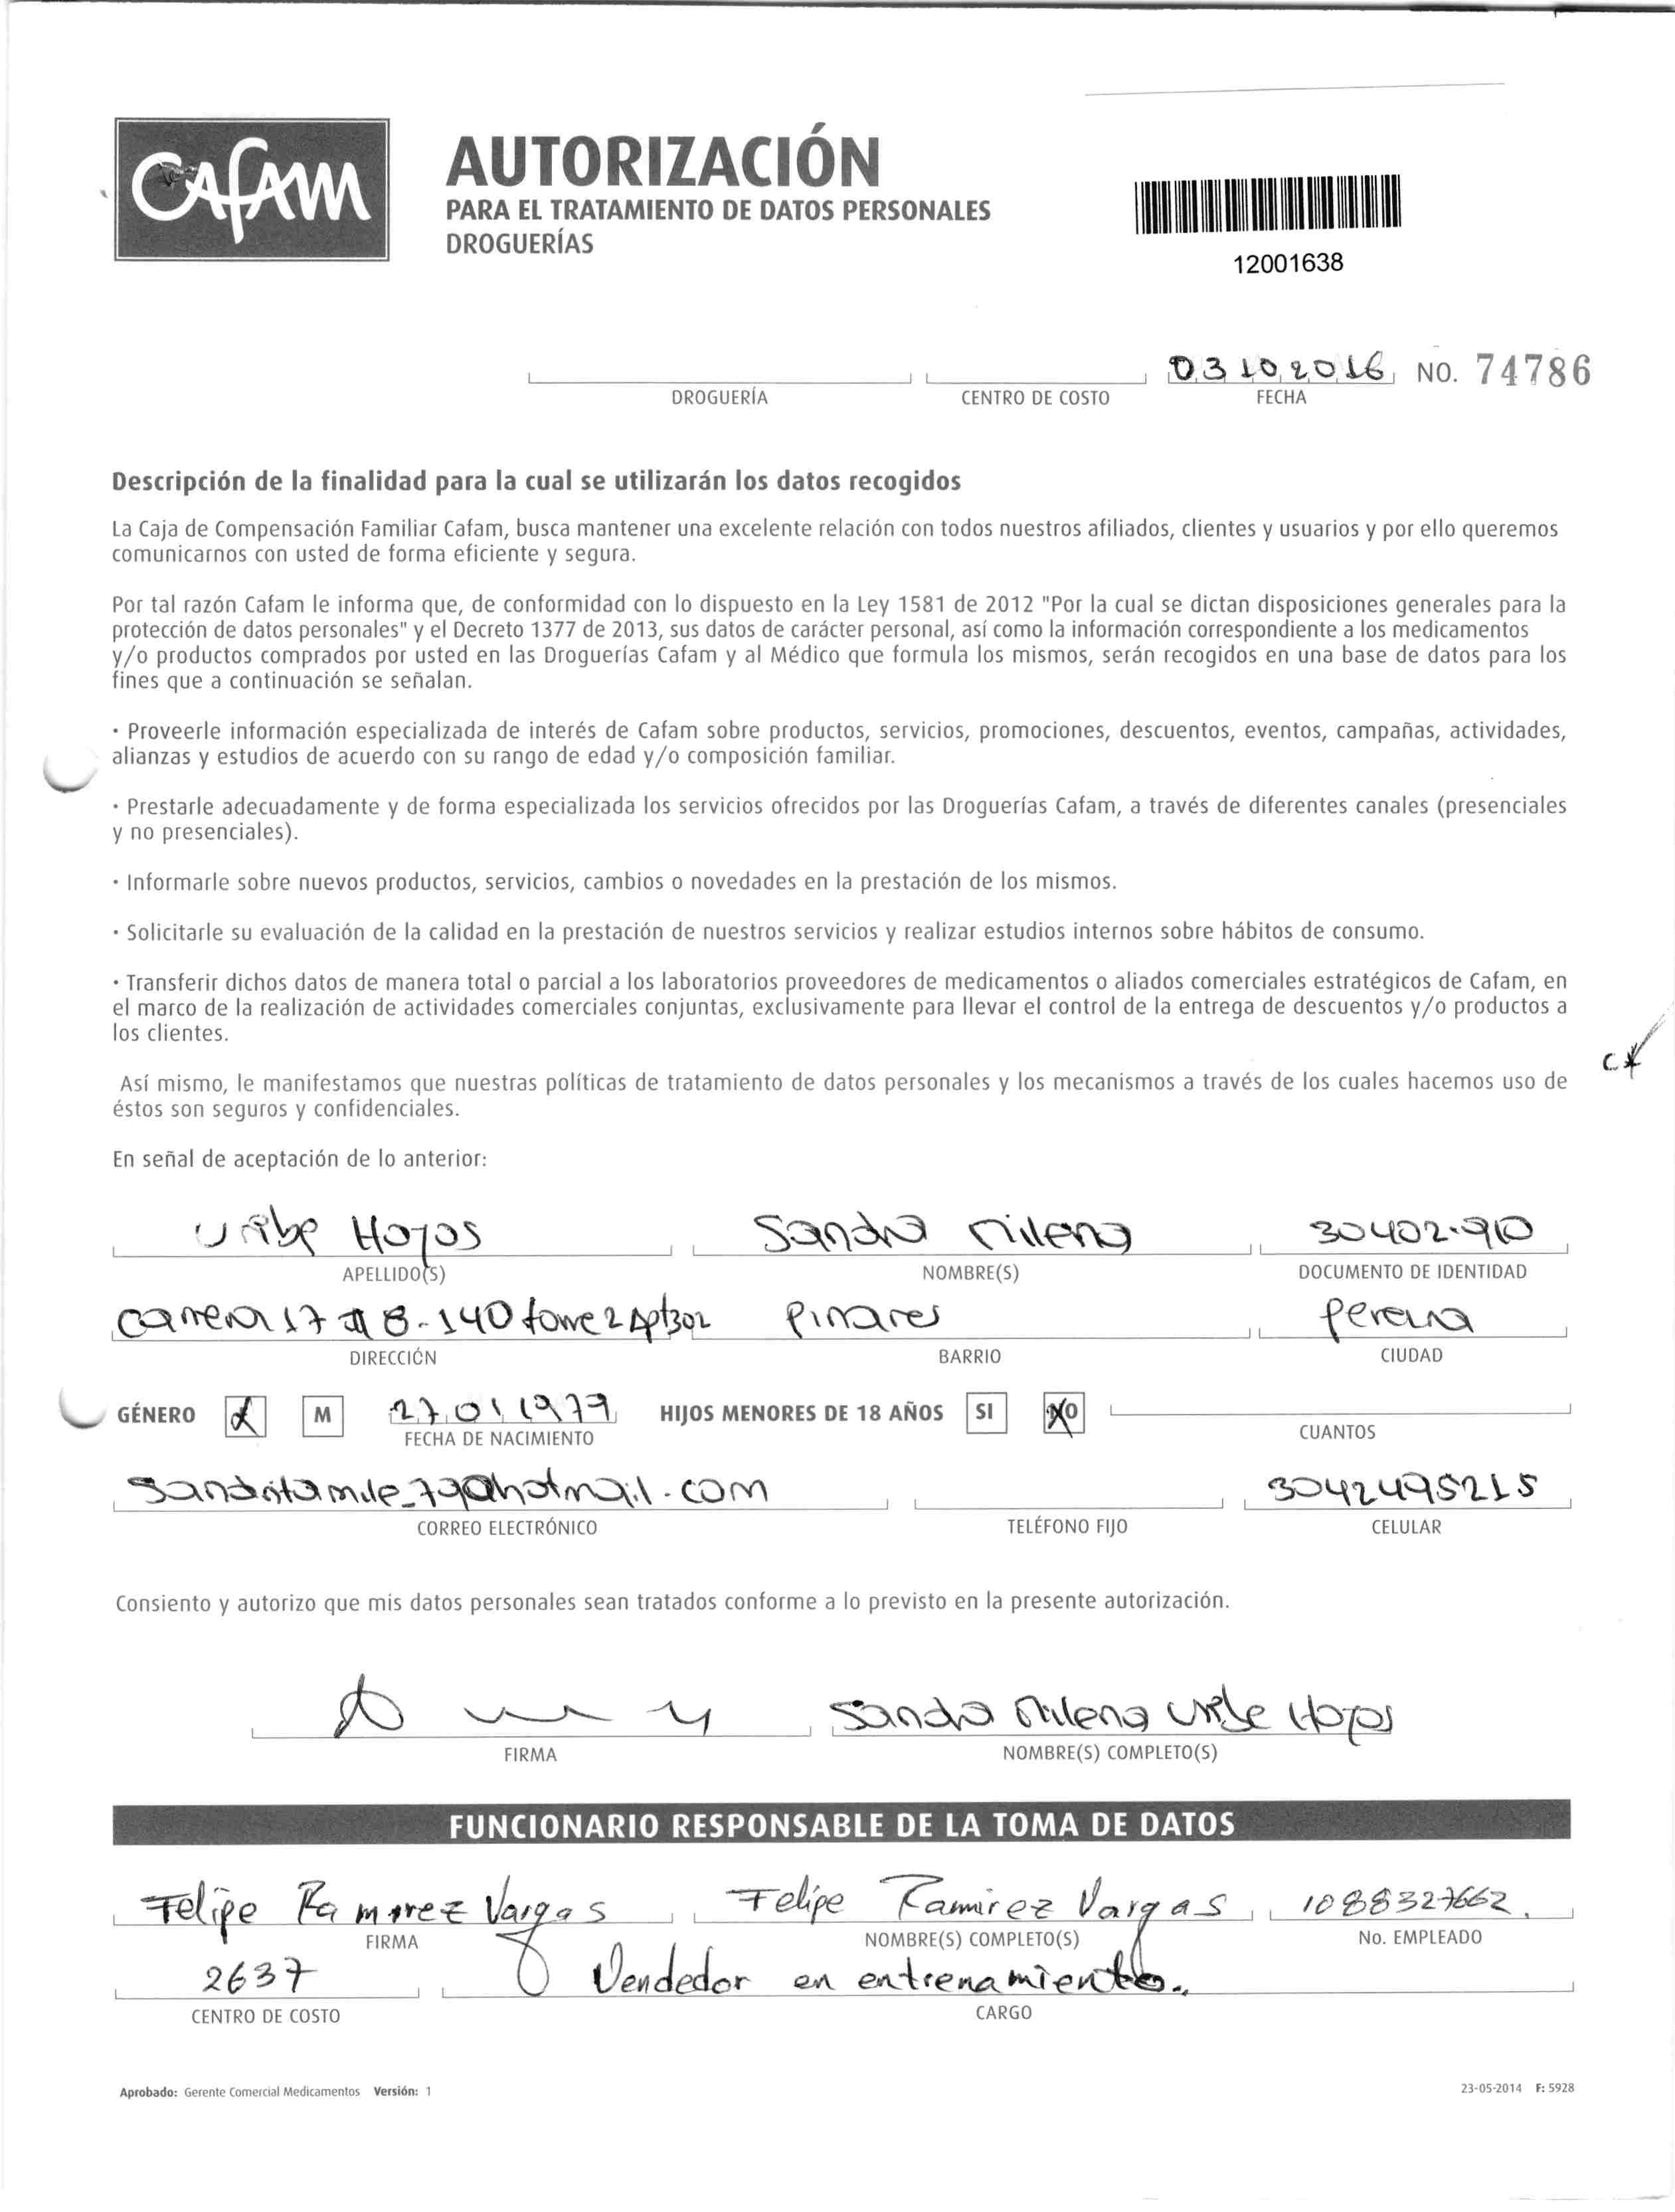 CAFAM
AUTORIZACIÓN
PARA EL TRATAMIENTO DE DATOS PERSONALES
DROGUERÍAS
12001638
03102016 NO. 74786
DROGUERÍA CENTRO DE COSTO FECHA
Descripción de la finalidad para la cual se utilizarán los datos recogidos
La Caja de Compensación Familiar Cafam, busca mantener una excelente relación con todos nuestros afiliados, clientes y usuarios y por ello queremos
comunicarnos con usted de forma eficiente y segura.
Por tal razón Cafam le informa que, de conformidad con lo dispuesto en la Ley 1581 de 2012 "Por la cual se dictan disposiciones generales para la
protección de datos personales" y el Decreto 1377 de 2013, sus datos de carácter personal, así como la información correspondiente a los medicamentos
y/o productos comprados por usted en las Droguerías Cafam y al Médico que formula los mismos, serán recogidos en una base de datos para los
fines que a continuación se señalan.
· Proveerle información especializada de interés de Cafam sobre productos, servicios, promociones, descuentos, eventos, campañas, actividades,
alianzas y estudios de acuerdo con su rango de edad y/o composición familiar.
· Prestarle adecuadamente y de forma especializada los servicios ofrecidos por las Droguerías Cafam, a través de diferentes canales (presenciales
y no presenciales).
· Informarle sobre nuevos productos, servicios, cambios o novedades en la prestación de los mismos.
· Solicitarle su evaluación de la calidad en la prestación de nuestros servicios y realizar estudios internos sobre hábitos de consumo.
· Transferir dichos datos de manera total o parcial a los laboratorios proveedores de medicamentos o aliados comerciales estratégicos de Cafam, en
el marco de la realización de actividades comerciales conjuntas, exclusivamente para llevar el control de la entrega de descuentos y/o productos a
los clientes.
Así mismo, le manifestamos que nuestras políticas de tratamiento de datos personales y los mecanismos a través de los cuales hacemos uso de
éstos son seguros y confidenciales.
En señal de aceptación de lo anterior:
Uribe Hoyos Sandra Milena 30402.910
APELLIDO(S) NOMBRE(S) DOCUMENTO DE IDENTIDAD
Carrera 17 # 8-140 torre 2 Apt 302 Pinares Pereira
DIRECCIÓN BARRIO CIUDAD
GÉNERO M 27011979 HIJOS MENORES DE 18 AÑOS SI NO
FECHA DE NACIMIENTO CUANTOS
sandritamile_79@hotmail.com 3042495215
CORREO ELECTRÓNICO TELÉFONO FIJO CELULAR
Consiento y autorizo que mis datos personales sean tratados conforme a lo previsto en la presente autorización.
Sandra Milena Uribe Hoyos
FIRMA NOMBRE(S) COMPLETO(S)
FUNCIONARIO RESPONSABLE DE LA TOMA DE DATOS
Felipe Ramirez Vargas Felipe Ramirez Vargas 1088327662.
FIRMA NOMBRE(S) COMPLETO(S) No. EMPLEADO
2637 Vendedor en entrenamiento.
CENTRO DE COSTO CARGO
Aprobado: Gerente Comercial Medicamentos Versión: 1 23-05-2014 F: 5928